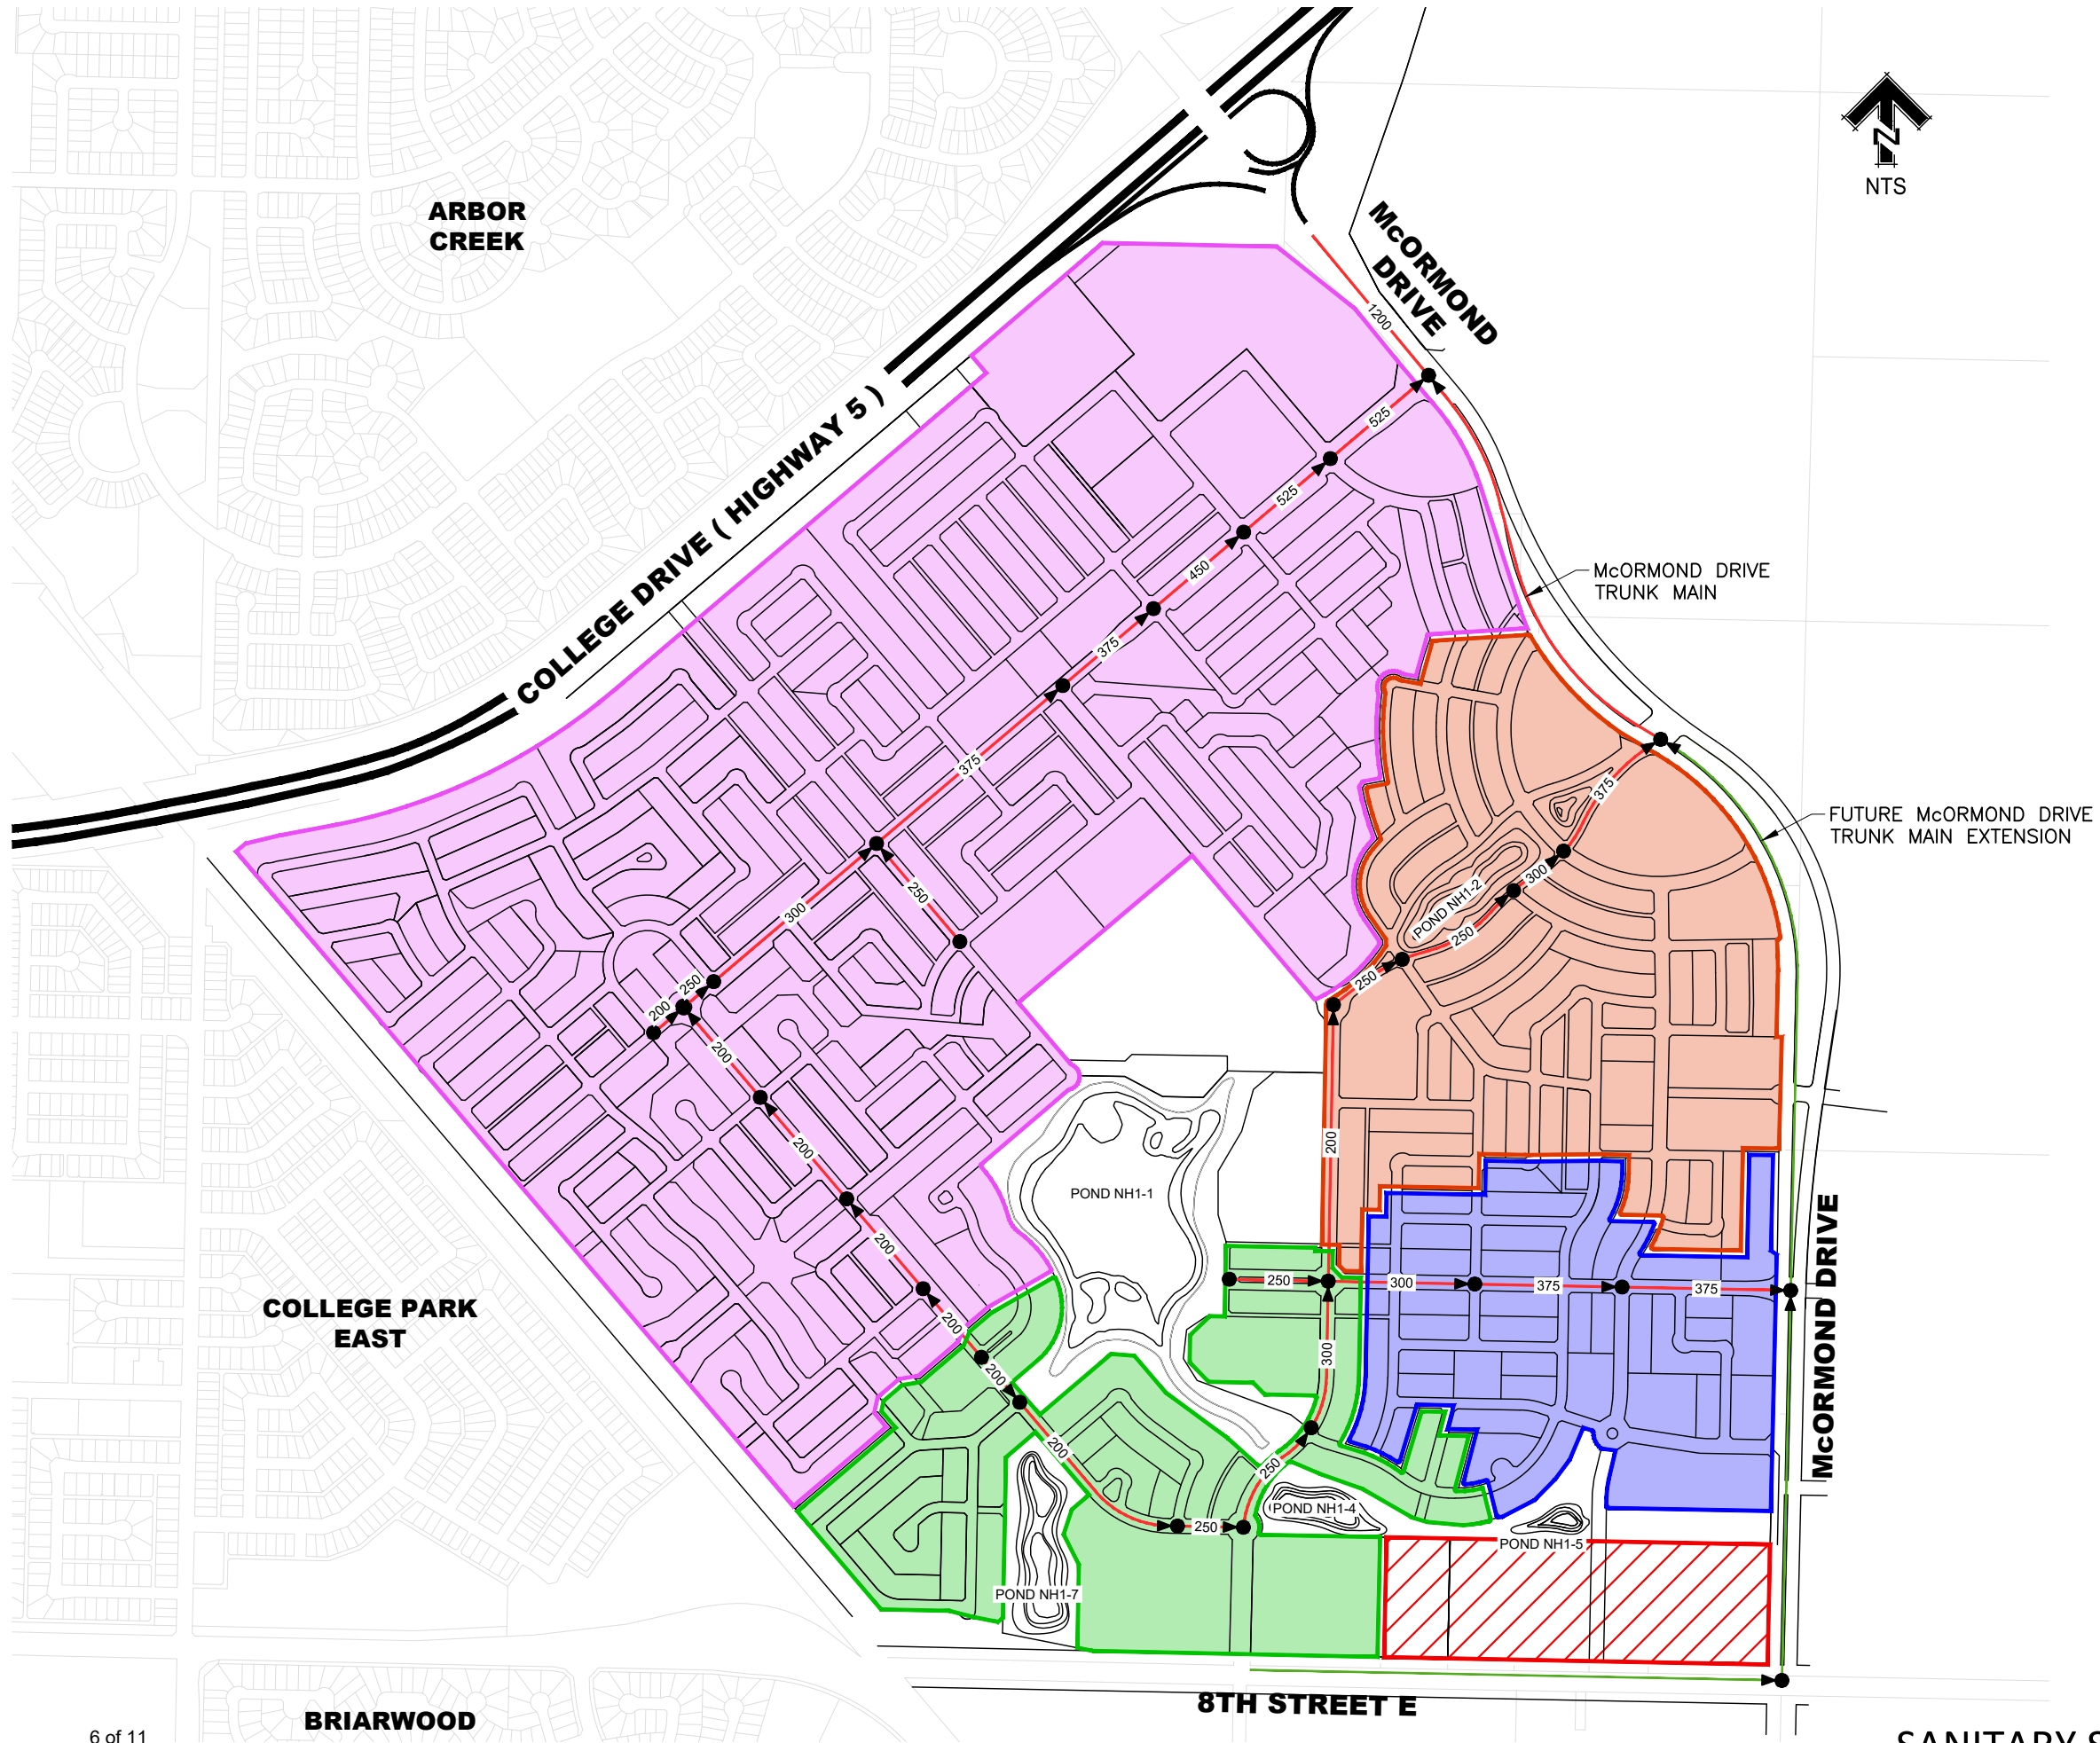 NTS
ARBOR
CREEK
McORMOND
DRIVE
1200
COLLEGE DRIVE ( HIGHWAY 5 )
525
525
450
375
375
300
250
250
200
200
200
200
200
200
200
250
250
300
250
300
375
375
200
250
250
300
375
McORMOND DRIVE
TRUNK MAIN
FUTURE McORMOND DRIVE
TRUNK MAIN EXTENSION
POND NH1-2
POND NH1-1
COLLEGE PARK
EAST
McORMOND DRIVE
POND NH1-4
POND NH1-5
POND NH1-7
8TH STREET E
BRIARWOOD
6 of 11
SANITARY S